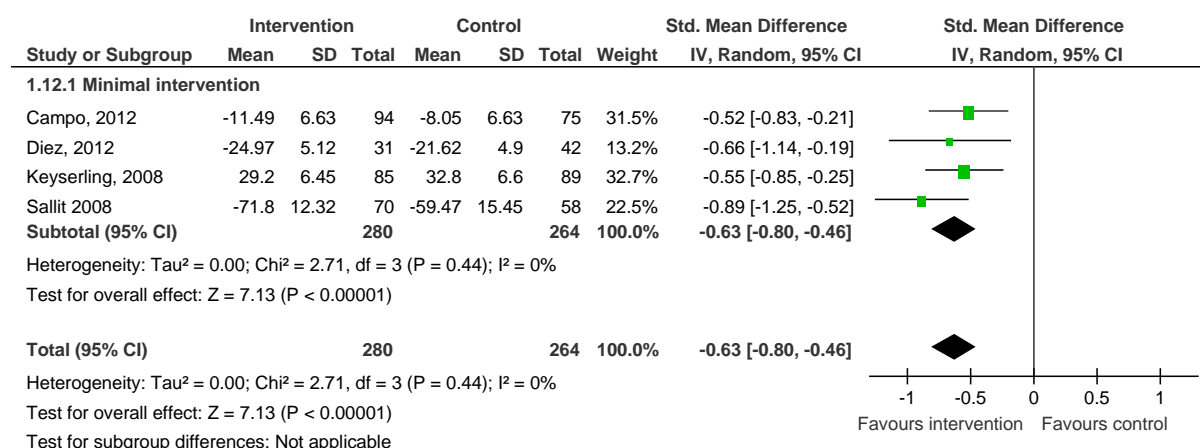 Intervention Control Std. Mean Difference Std. Mean Difference
Study or Subgroup Mean SD Total Mean SD Total Weight IV, Random, 95% CI IV, Random, 95% CI
1.12.1 Minimal intervention
Campo, 2012 -11.49 6.63 94 -8.05 6.63 75 31.5% -0.52 [-0.83, -0.21]
Diez, 2012 -24.97 5.12 31 -21.62 4.9 42 13.2% -0.66 [-1.14, -0.19]
Keyserling, 2008 29.2 6.45 85 32.8 6.6 89 32.7% -0.55 [-0.85, -0.25]
Sallit 2008 -71.8 12.32 70 -59.47 15.45 58 22.5% -0.89 [-1.25, -0.52]
Subtotal (95% CI) 280 264 100.0% -0.63 [-0.80, -0.46]
Heterogeneity: Tau² = 0.00; Chi² = 2.71, df = 3 (P = 0.44); I² = 0%
Test for overall effect: Z = 7.13 (P < 0.00001)
Total (95% CI) 280 264 100.0% -0.63 [-0.80, -0.46]
Heterogeneity: Tau² = 0.00; Chi² = 2.71, df = 3 (P = 0.44); I² = 0%
Test for overall effect: Z = 7.13 (P < 0.00001)
Test for subgroup differences: Not applicable
-1 -0.5 0 0.5 1
Favours intervention Favours control